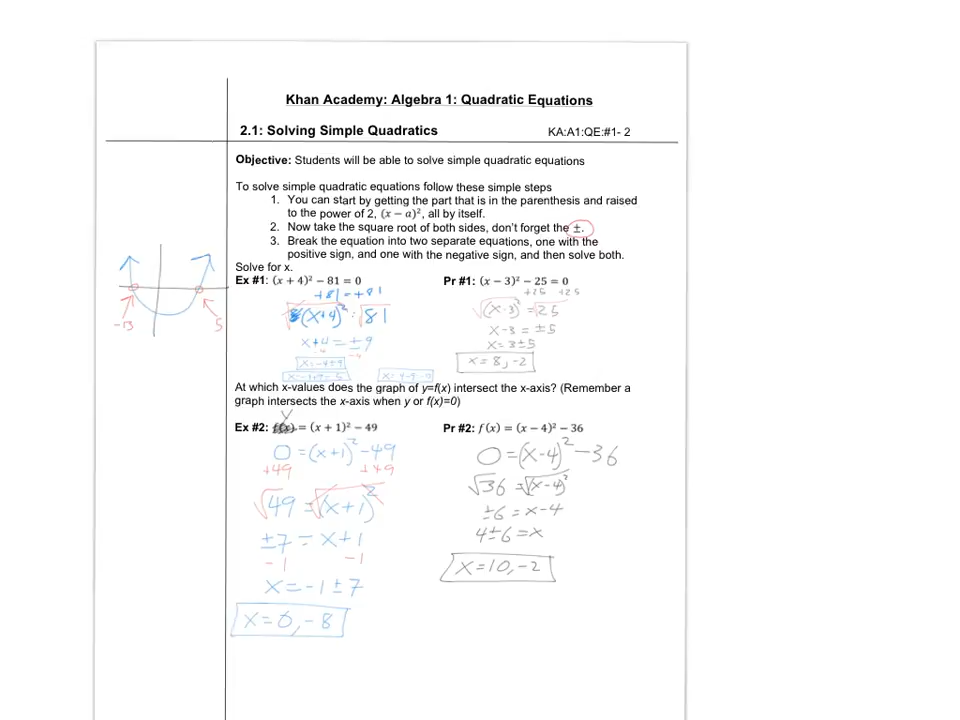 Khan Academy: Algebra 1: Quadratic Equations
2.1: Solving Simple Quadratics KA:A1:QE:#1- 2
Objective: Students will be able to solve simple quadratic equations
To solve simple quadratic equations follow these simple steps
1. You can start by getting the part that is in the parenthesis and raised
to the power of 2, (x − a)², all by itself.
2. Now take the square root of both sides, don't forget the ±.
3. Break the equation into two separate equations, one with the
positive sign, and one with the negative sign, and then solve both.
Solve for x.
-13 5
Ex #1: (x + 4)² − 81 = 0
+81 = +81
√(x+4)² = √81
x+4 = ±9
-4 -4
x=-4±9
Pr #1: (x − 3)² − 25 = 0
+25 +25
√(x-3)² = √25
x-3 = ±5
x=3±5
x=8,-2
At which x-values does the graph of y=f(x) intersect the x-axis? (Remember a
graph intersects the x-axis when y or f(x)=0)
Ex #2: y = (x + 1)² − 49
0=(x+1)²-49
+49 +49
√49 = √(x+1)²
±7 = x+1
-1 -1
x=-1±7
x=6,-8
Pr #2: f(x) = (x − 4)² − 36
0=(x-4)²-36
√36 = √(x-4)²
±6 = x-4
4±6=x
x=10,-2